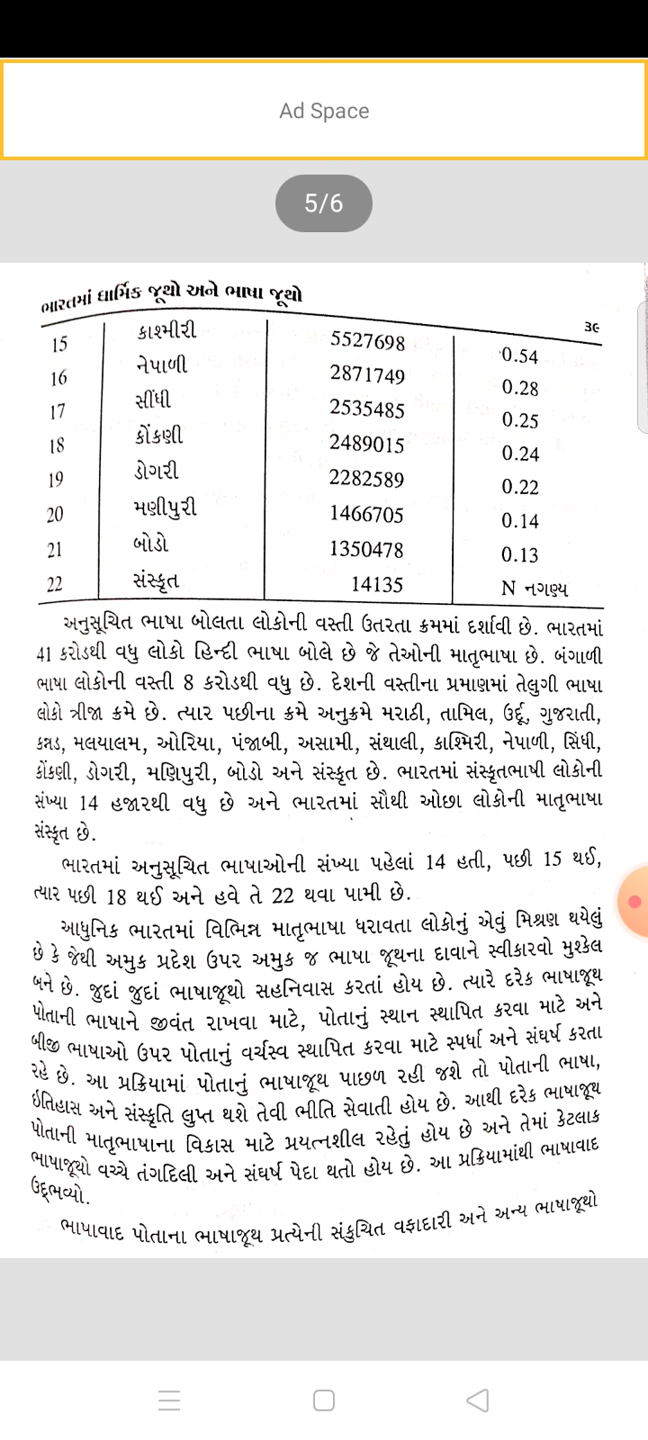 Ad Space
5/6
ભારતમાં ધાર્મિક જૂથો અને ભાષા જૂથો
૩૯
15 કાશ્મીરી 5527698 0.54
16 નેપાળી 2871749 0.28
17 સીંધી 2535485 0.25
18 કોંકણી 2489015 0.24
19 ડોગરી 2282589 0.22
20 મણીપુરી 1466705 0.14
21 બોડો 1350478 0.13
22 સંસ્કૃત 14135 N નગણ્ય
અનુસૂચિત ભાષા બોલતા લોકોની વસ્તી ઉતરતા ક્રમમાં દર્શાવી છે. ભારતમાં
41 કરોડથી વધુ લોકો હિન્દી ભાષા બોલે છે જે તેઓની માતૃભાષા છે. બંગાળી
ભાષા લોકોની વસ્તી 8 કરોડથી વધુ છે. દેશની વસ્તીના પ્રમાણમાં તેલુગી ભાષા
લોકો ત્રીજા ક્રમે છે. ત્યાર પછીના ક્રમે અનુક્રમે મરાઠી, તામિલ, ઉર્દૂ, ગુજરાતી,
કન્નડ, મલયાલમ, ઓરિયા, પંજાબી, અસામી, સંથાલી, કાશ્મિરી, નેપાળી, સિંધી,
કોંકણી, ડોગરી, મણિપુરી, બોડો અને સંસ્કૃત છે. ભારતમાં સંસ્કૃતભાષી લોકોની
સંખ્યા 14 હજારથી વધુ છે અને ભારતમાં સૌથી ઓછા લોકોની માતૃભાષા
સંસ્કૃત છે.
ભારતમાં અનુસૂચિત ભાષાઓની સંખ્યા પહેલાં 14 હતી, પછી 15 થઈ,
ત્યાર પછી 18 થઈ અને હવે તે 22 થવા પામી છે.
આધુનિક ભારતમાં વિભિન્ન માતૃભાષા ધરાવતા લોકોનું એવું મિશ્રણ થયેલું
છે કે જેથી અમુક પ્રદેશ ઉપર અમુક જ ભાષા જૂથના દાવાને સ્વીકારવો મુશ્કેલ
બને છે. જુદાં જુદાં ભાષાજૂથો સહનિવાસ કરતાં હોય છે. ત્યારે દરેક ભાષાજૂથ
પોતાની ભાષાને જીવંત રાખવા માટે, પોતાનું સ્થાન સ્થાપિત કરવા માટે અને
બીજી ભાષાઓ ઉપર પોતાનું વર્ચસ્વ સ્થાપિત કરવા માટે સ્પર્ધા અને સંઘર્ષ કરતા
રહે છે. આ પ્રક્રિયામાં પોતાનું ભાષાજૂથ પાછળ રહી જશે તો પોતાની ભાષા,
ઇતિહાસ અને સંસ્કૃતિ લુપ્ત થશે તેવી ભીતિ સેવાતી હોય છે. આથી દરેક ભાષાજૂથ
પોતાની માતૃભાષાના વિકાસ માટે પ્રયત્નશીલ રહેતું હોય છે અને તેમાં કેટલાક
ભાષાજૂથો વચ્ચે તંગદિલી અને સંઘર્ષ પેદા થતો હોય છે. આ પ્રક્રિયામાંથી ભાષાવાદ
ઉદ્દભવ્યો.
ભાષાવાદ પોતાના ભાષાજૂથ પ્રત્યેની સંકુચિત વફાદારી અને અન્ય ભાષાજૂથો